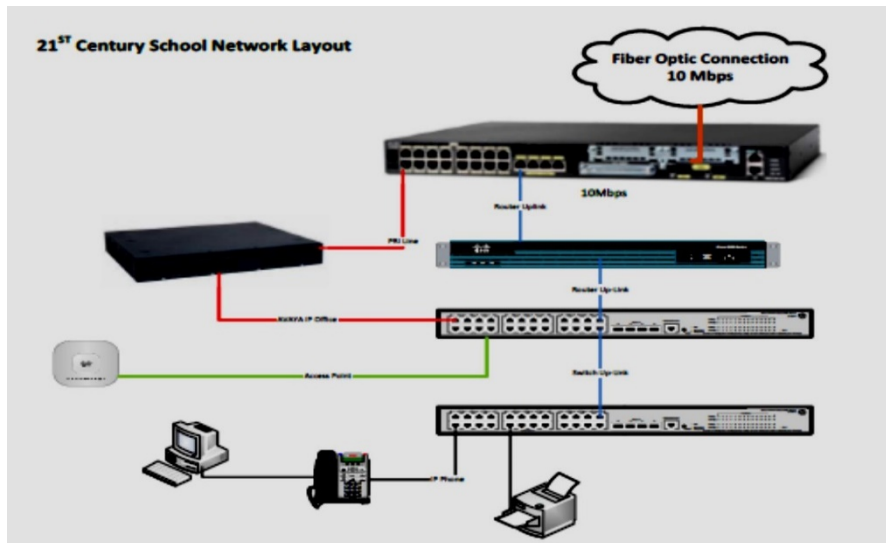 21ST Century School Network Layout
Fiber Optic Connection
10 Mbps
10Mbps
Router Uplink
PRI Line
Router Up-Link
AVAYA IP Office
Switch Up-Link
Access Point
IP Phone